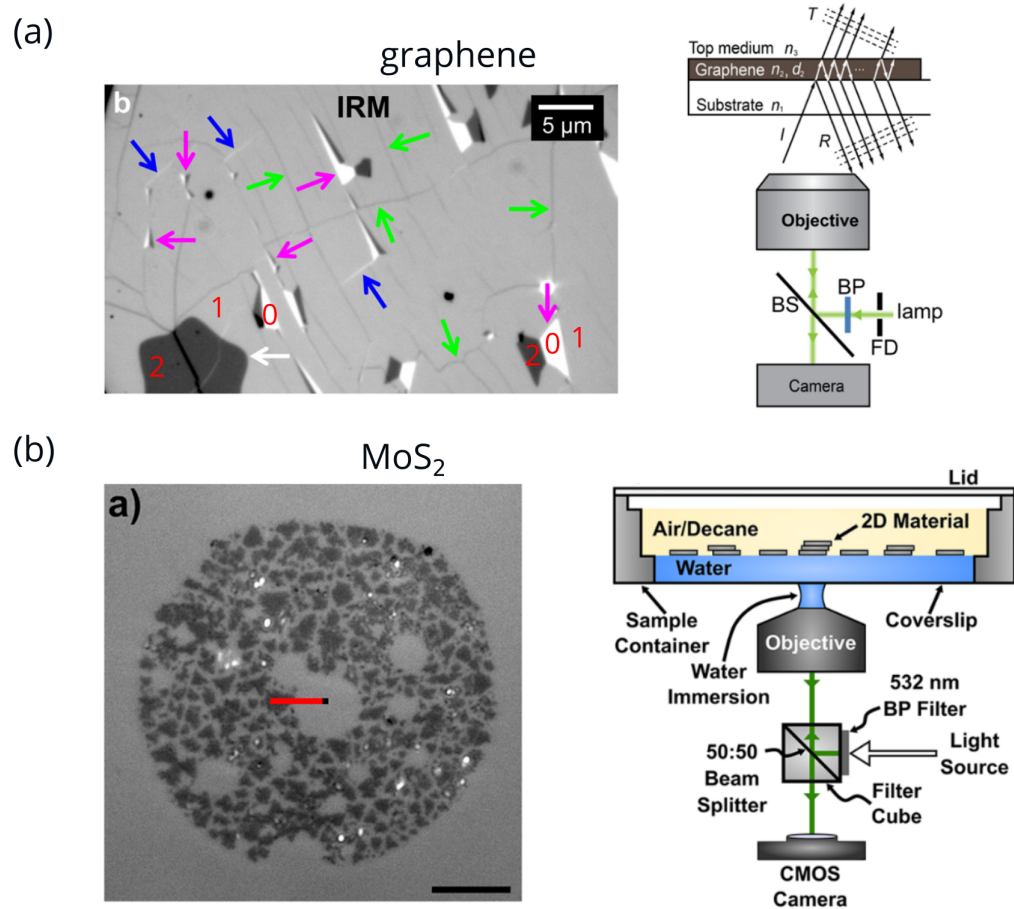 (a)
graphene
b
IRM
5 µm
1
0
2
2
0
1
T
Top medium n₃
Graphene n₂, d₂
...
Substrate n₁
I
R
Objective
BS
BP
lamp
FD
Camera
(b)
MoS₂
a)
Lid
Air/Decane
2D Material
Water
Sample
Container
Objective
Coverslip
Water
Immersion
532 nm
BP Filter
50:50
Beam
Splitter
Light
Source
Filter
Cube
CMOS
Camera